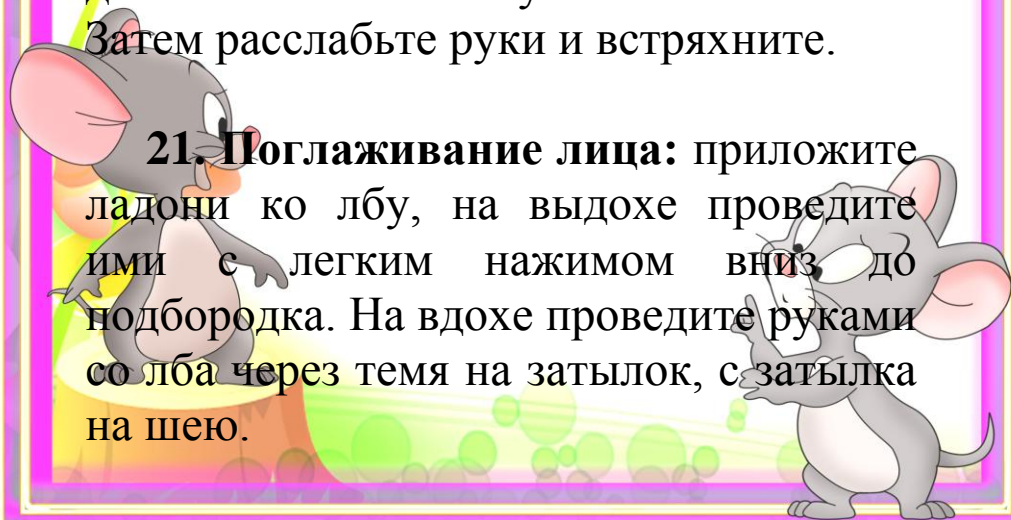 Затем расслабьте руки и встряхните.
21. Поглаживание лица: приложите
ладони ко лбу, на выдохе проведите
ими с легким нажимом вниз до
подбородка. На вдохе проведите руками
со лба через темя на затылок, с затылка
на шею.